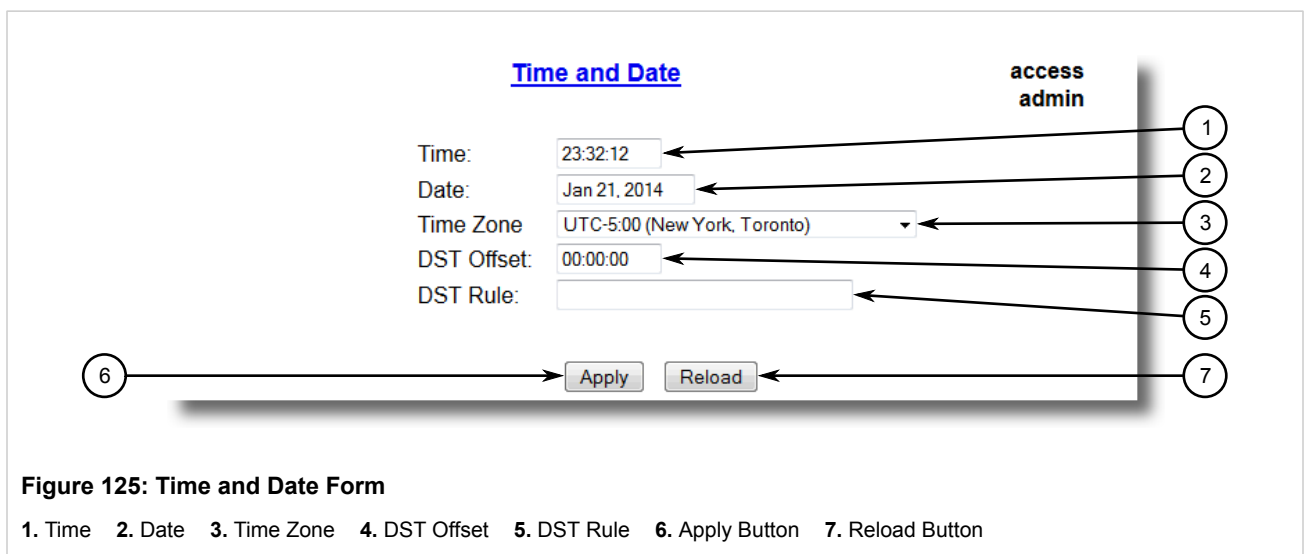 Time and Date
access
admin
Time: 23:32:12
Date: Jan 21, 2014
Time Zone UTC-5:00 (New York, Toronto)
DST Offset: 00:00:00
DST Rule:
Apply Reload
1
2
3
4
5
6
7
Figure 125: Time and Date Form
1. Time 2. Date 3. Time Zone 4. DST Offset 5. DST Rule 6. Apply Button 7. Reload Button